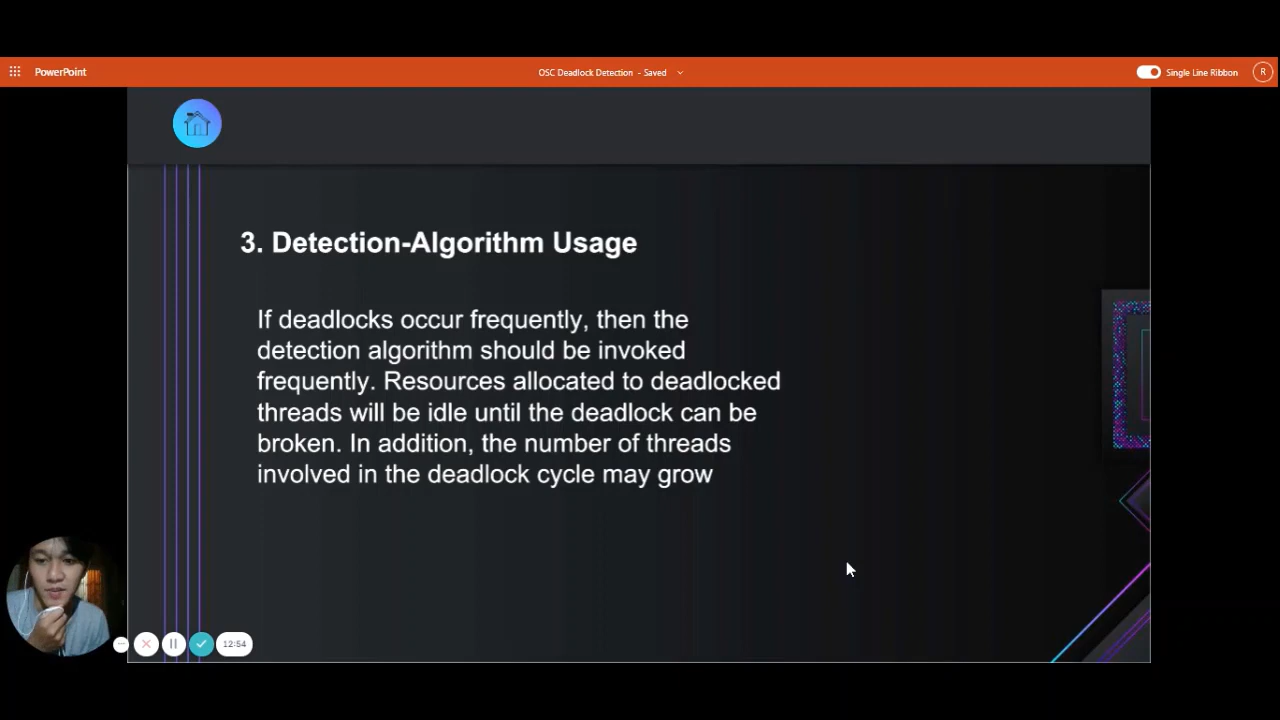 PowerPoint
OSC Deadlock Detection - Saved
Single Line Ribbon
R
3. Detection-Algorithm Usage
If deadlocks occur frequently, then the
detection algorithm should be invoked
frequently. Resources allocated to deadlocked
threads will be idle until the deadlock can be
broken. In addition, the number of threads
involved in the deadlock cycle may grow
12:54